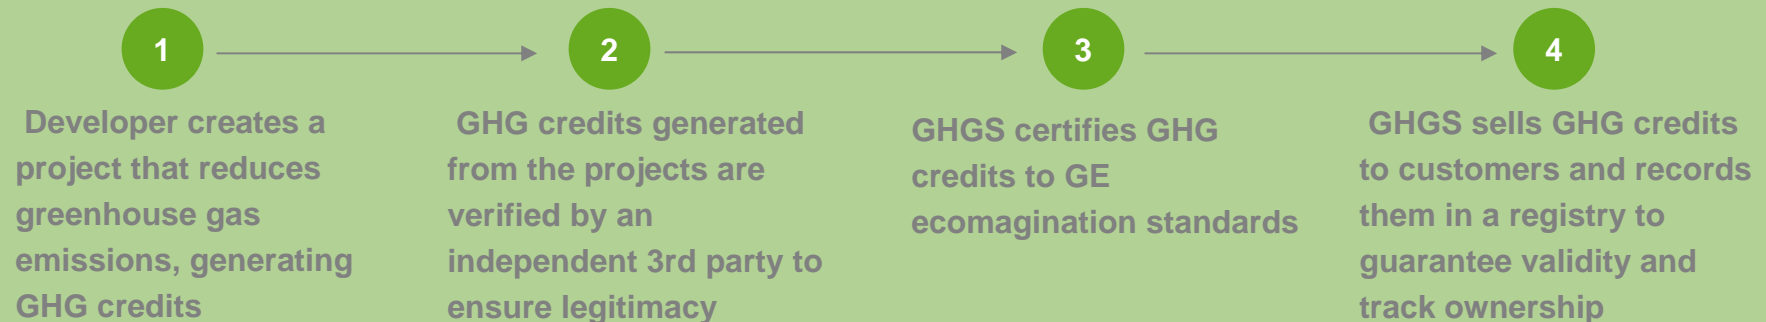 1
Developer creates a
project that reduces
greenhouse gas
emissions, generating
GHG credits
2
GHG credits generated
from the projects are
verified by an
independent 3rd party to
ensure legitimacy
3
GHGS certifies GHG
credits to GE
ecomagination standards
4
GHGS sells GHG credits
to customers and records
them in a registry to
guarantee validity and
track ownership